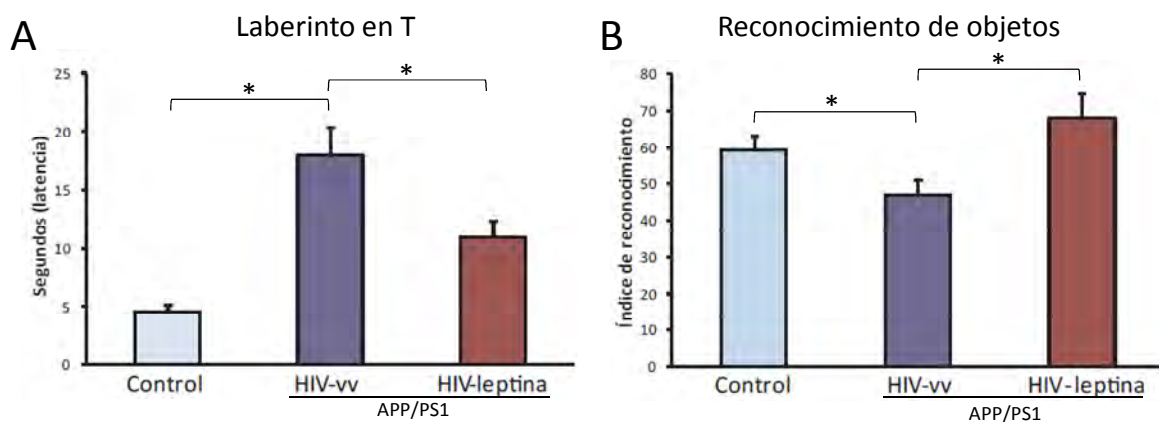 A
Laberinto en T
Segundos (latencia)
25
20
15
10
5
0
*
*
Control
HIV-vv
HIV-leptina
APP/PS1
B
Reconocimiento de objetos
Índice de reconocimiento
80
70
60
50
40
30
20
10
0
*
*
Control
HIV-vv
HIV-leptina
APP/PS1